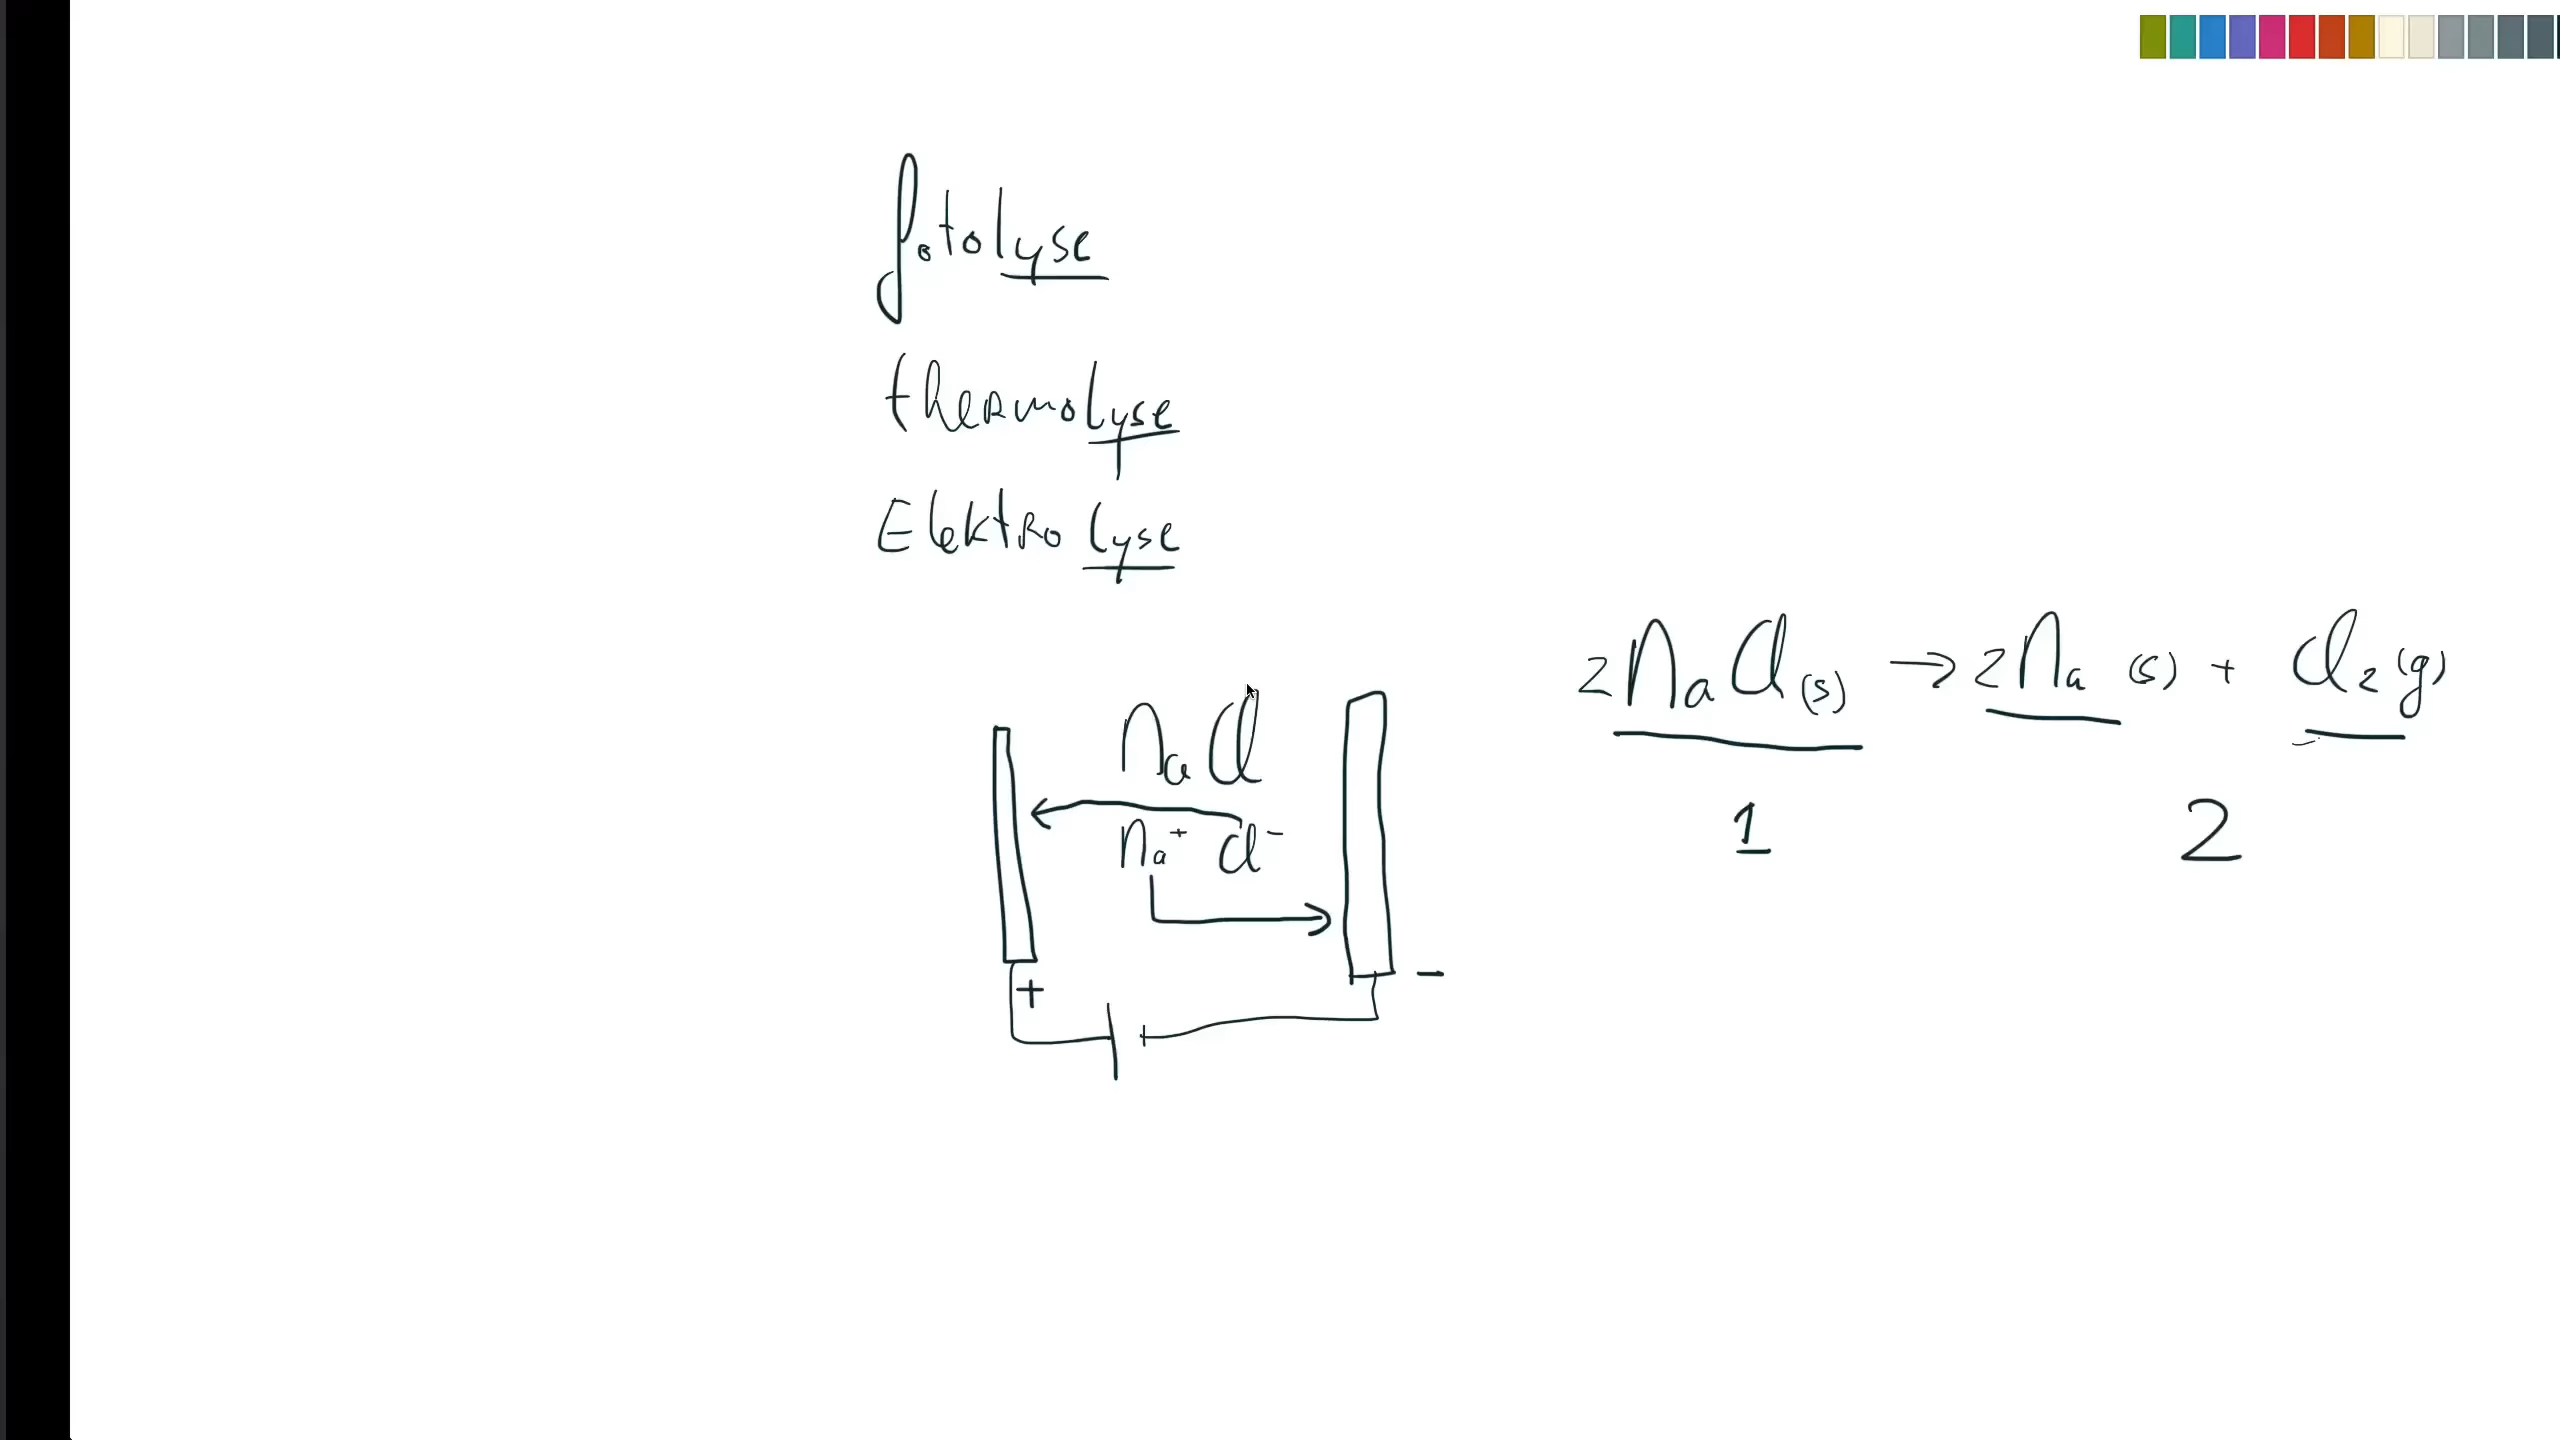 fotolyse
thermolyse
Elektrolyse
2NaCl(s) → 2Na (s) + Cl₂(g)
1 2
NaCl
Na⁺ Cl⁻
+ -